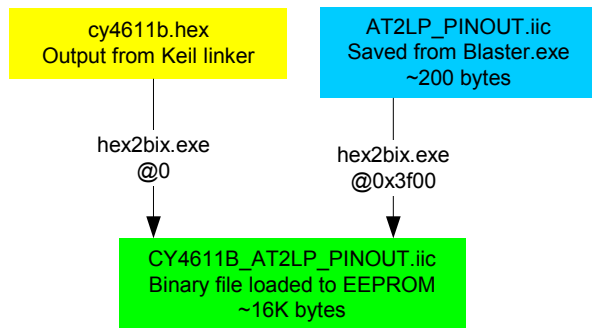 cy4611b.hex
Output from Keil linker
AT2LP_PINOUT.iic
Saved from Blaster.exe
~200 bytes
hex2bix.exe
@0
hex2bix.exe
@0x3f00
CY4611B_AT2LP_PINOUT.iic
Binary file loaded to EEPROM
~16K bytes